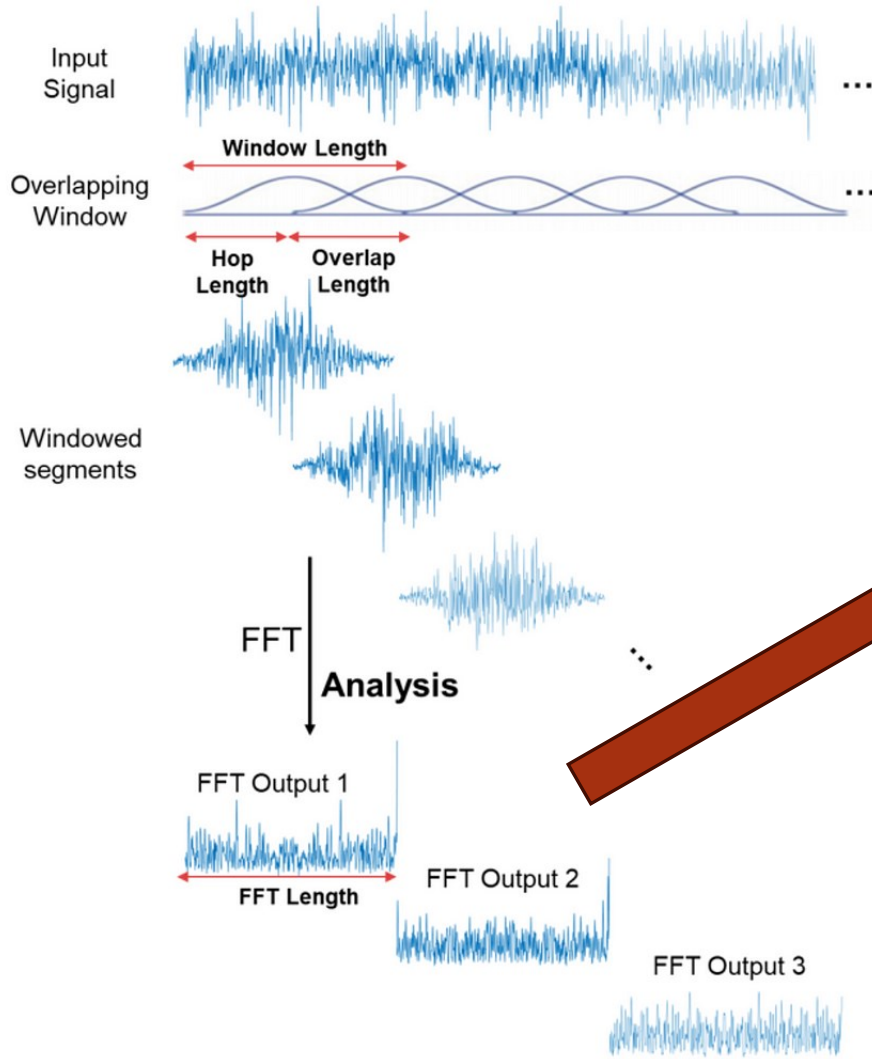 Input
Signal
...
Window Length
Overlapping
Window
...
Hop
Length
Overlap
Length
Windowed
segments
...
FFT
Analysis
FFT Output 1
FFT Length
FFT Output 2
FFT Output 3